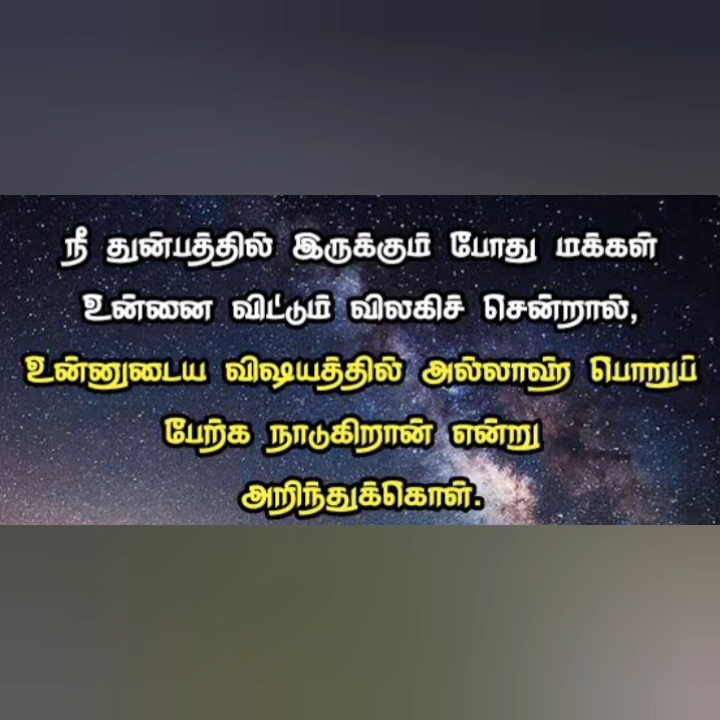 நீ துன்பத்தில் இருக்கும் போது மக்கள்
உன்னை விட்டும் விலகிச் சென்றால்,
உன்னுடைய விஷயத்தில் அல்லாஹ் பொறுப்
பேற்க நாடுகிறான் என்று
அறிந்துக்கொள்.